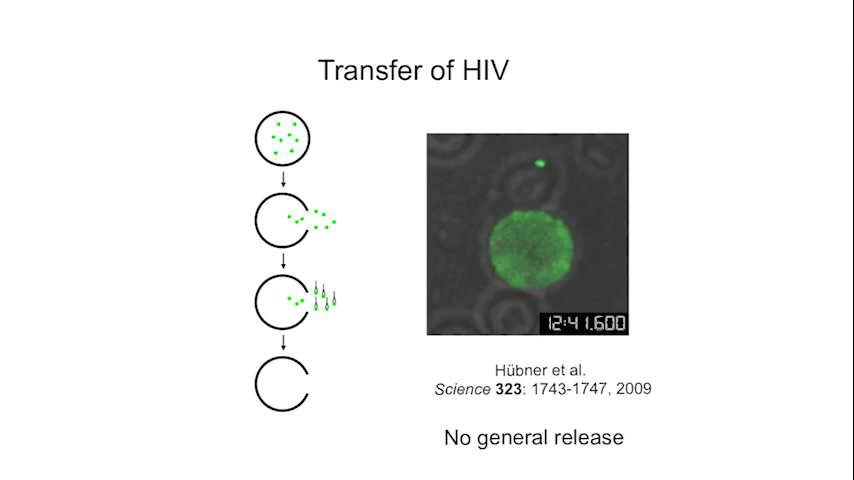 Transfer of HIV
12:41.600
Hübner et al.
Science 323: 1743-1747, 2009
No general release